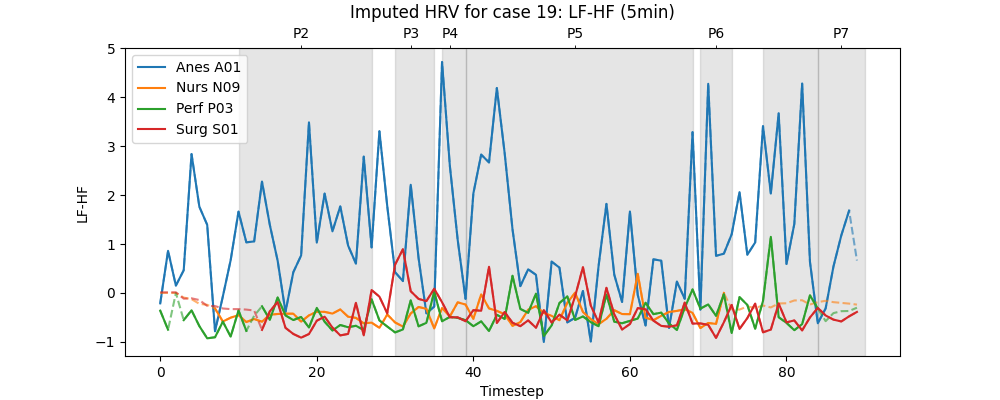 Imputed HRV for case 19: LF-HF (5min)
P2 P3 P4 P5 P6 P7
Anes A01
Nurs N09
Perf P03
Surg S01
LF-HF
5
4
3
2
1
0
−1
0 20 40 60 80
Timestep